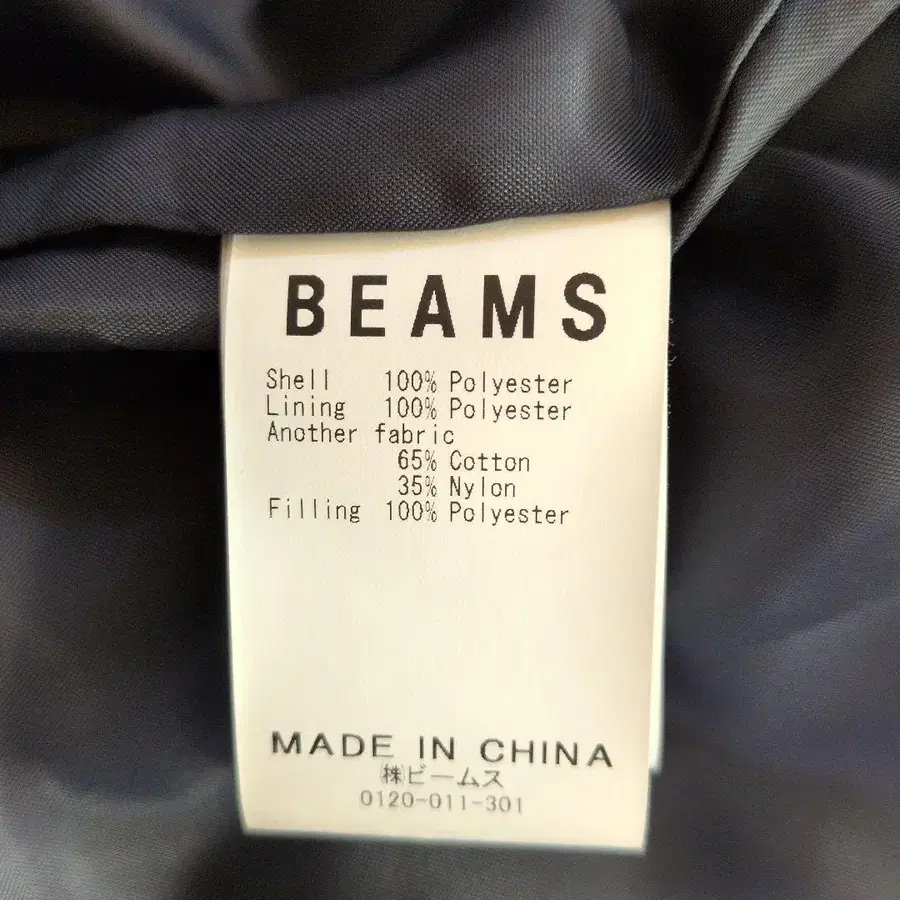 BEAMS
Shell 100% Polyester
Lining 100% Polyester
Another fabric
65% Cotton
35% Nylon
Filling 100% Polyester
MADE IN CHINA
㈱ビームス
0120-011-301